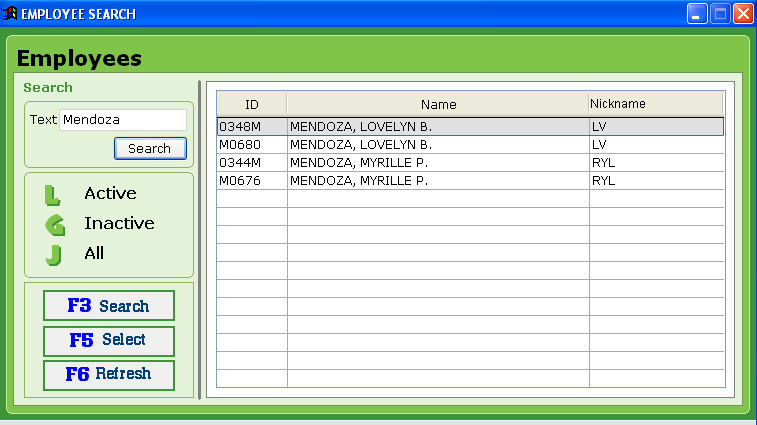 EMPLOYEE SEARCH
Employees
Search
Text Mendoza
Search
L Active
G Inactive
J All
F3 Search
F5 Select
F6 Refresh
ID Name Nickname
0348M MENDOZA, LOVELYN B. LV
M0680 MENDOZA, LOVELYN B. LV
0344M MENDOZA, MYRILLE P. RYL
M0676 MENDOZA, MYRILLE P. RYL